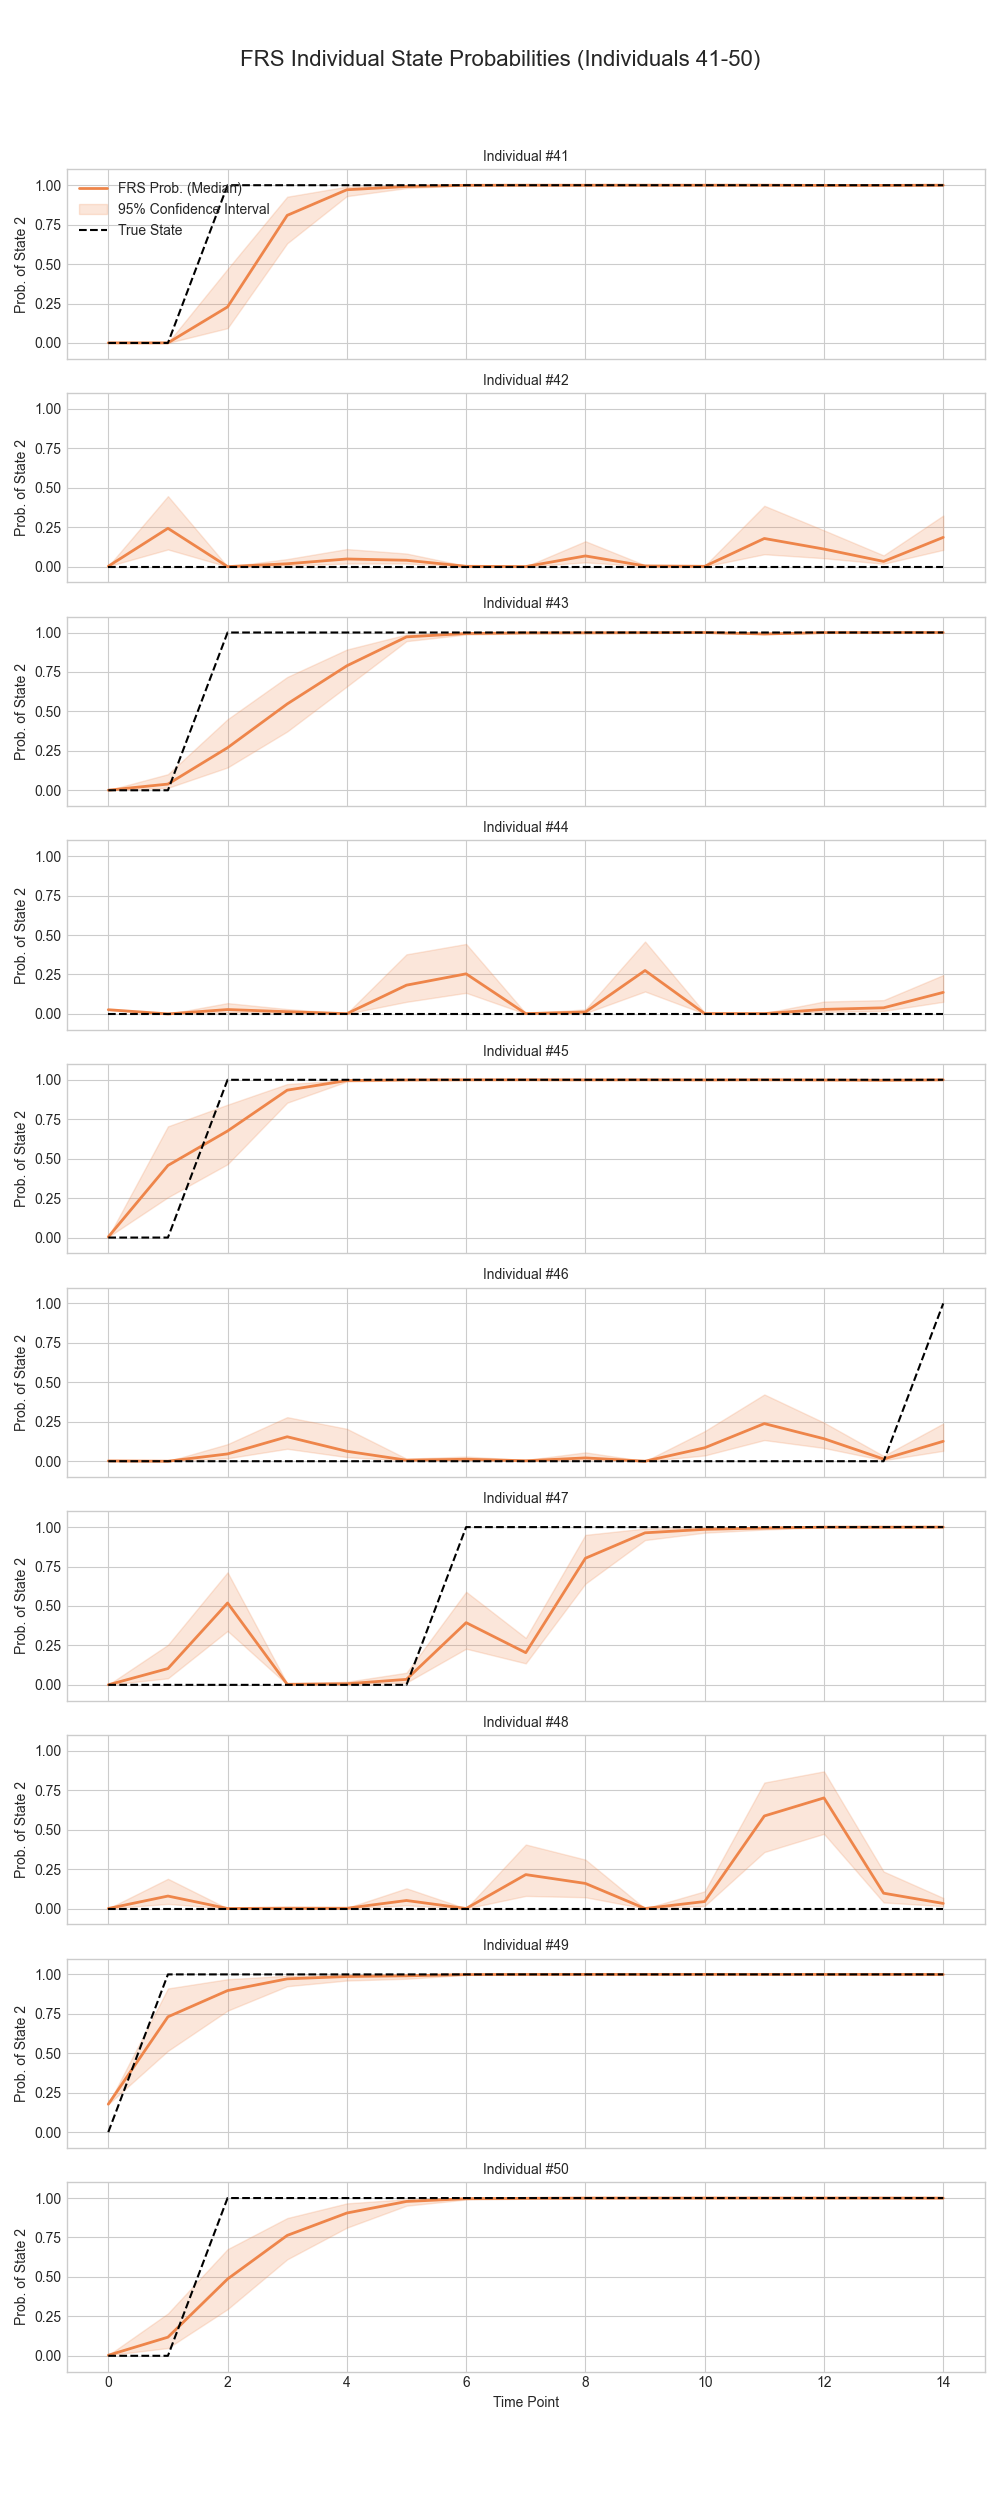 FRS Individual State Probabilities (Individuals 41-50)
Individual #41
FRS Prob. (Median)
95% Confidence Interval
True State
1.00
0.75
0.50
0.25
0.00
Prob. of State 2
Individual #42
1.00
0.75
0.50
0.25
0.00
Prob. of State 2
Individual #43
1.00
0.75
0.50
0.25
0.00
Prob. of State 2
Individual #44
1.00
0.75
0.50
0.25
0.00
Prob. of State 2
Individual #45
1.00
0.75
0.50
0.25
0.00
Prob. of State 2
Individual #46
1.00
0.75
0.50
0.25
0.00
Prob. of State 2
Individual #47
1.00
0.75
0.50
0.25
0.00
Prob. of State 2
Individual #48
1.00
0.75
0.50
0.25
0.00
Prob. of State 2
Individual #49
1.00
0.75
0.50
0.25
0.00
Prob. of State 2
Individual #50
1.00
0.75
0.50
0.25
0.00
Prob. of State 2
0 2 4 6 8 10 12 14
Time Point